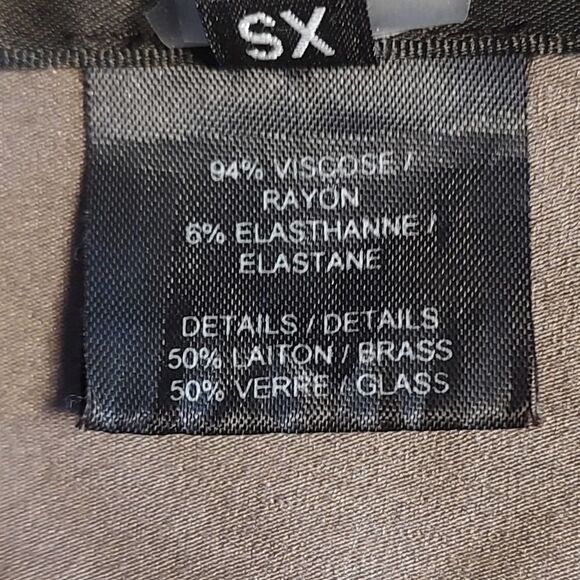 SX
94% VISCOSE /
RAYON
6% ELASTHANNE /
ELASTANE
DETAILS / DETAILS
50% LAITON / BRASS
50% VERRE / GLASS